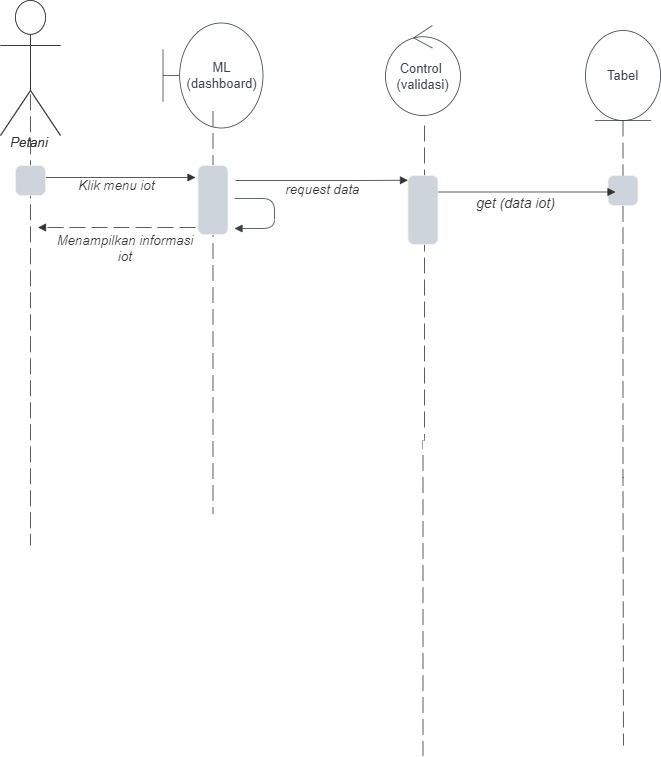 ML
(dashboard)
Control
(validasi)
Tabel
Petani
Klik menu iot
request data
get (data iot)
Menampilkan informasi
iot